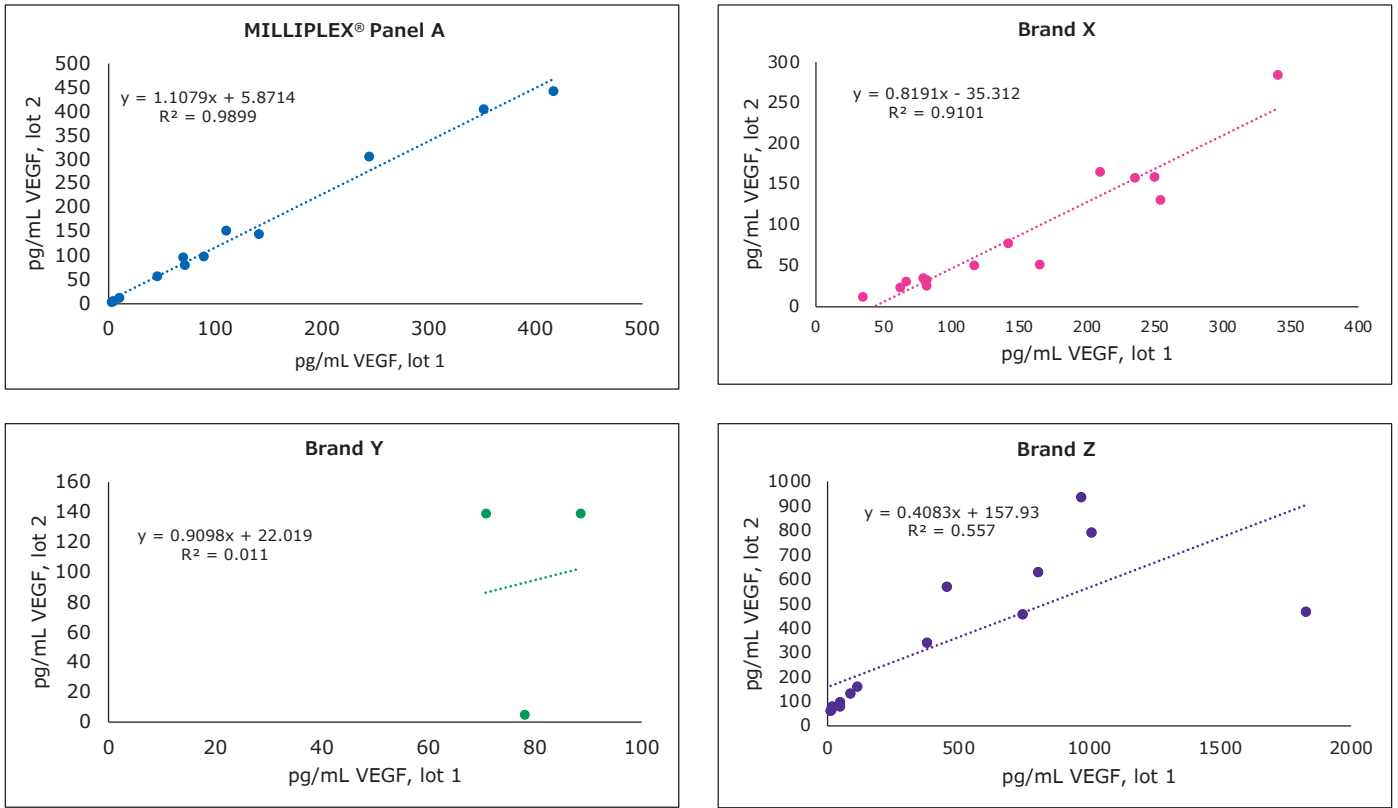 MILLIPLEX® Panel A
y = 1.1079x + 5.8714
R² = 0.9899
pg/mL VEGF, lot 2
500
450
400
350
300
250
200
150
100
50
0
0 100 200 300 400 500
pg/mL VEGF, lot 1
Brand X
y = 0.8191x - 35.312
R² = 0.9101
pg/mL VEGF, lot 2
300
250
200
150
100
50
0
0 50 100 150 200 250 300 350 400
pg/mL VEGF, lot 1
Brand Y
y = 0.9098x + 22.019
R² = 0.011
pg/mL VEGF, lot 2
160
140
120
100
80
60
40
20
0
0 20 40 60 80 100
pg/mL VEGF, lot 1
Brand Z
y = 0.4083x + 157.93
R² = 0.557
pg/mL VEGF, lot 2
1000
900
800
700
600
500
400
300
200
100
0
0 500 1000 1500 2000
pg/mL VEGF, lot 1